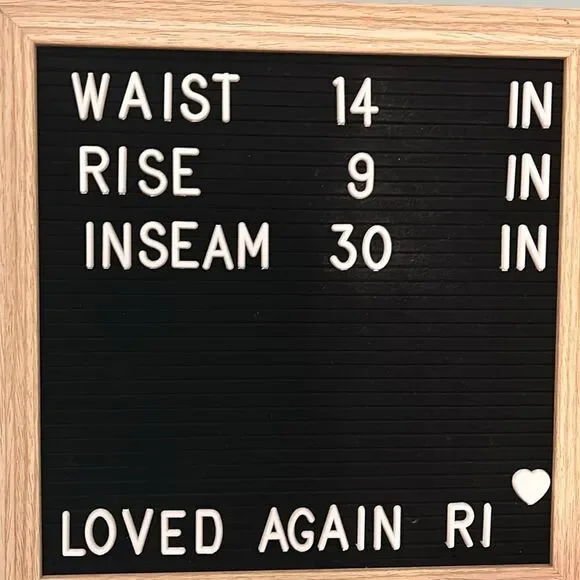 WAIST 14 IN
RISE 9 IN
INSEAM 30 IN
LOVED AGAIN RI